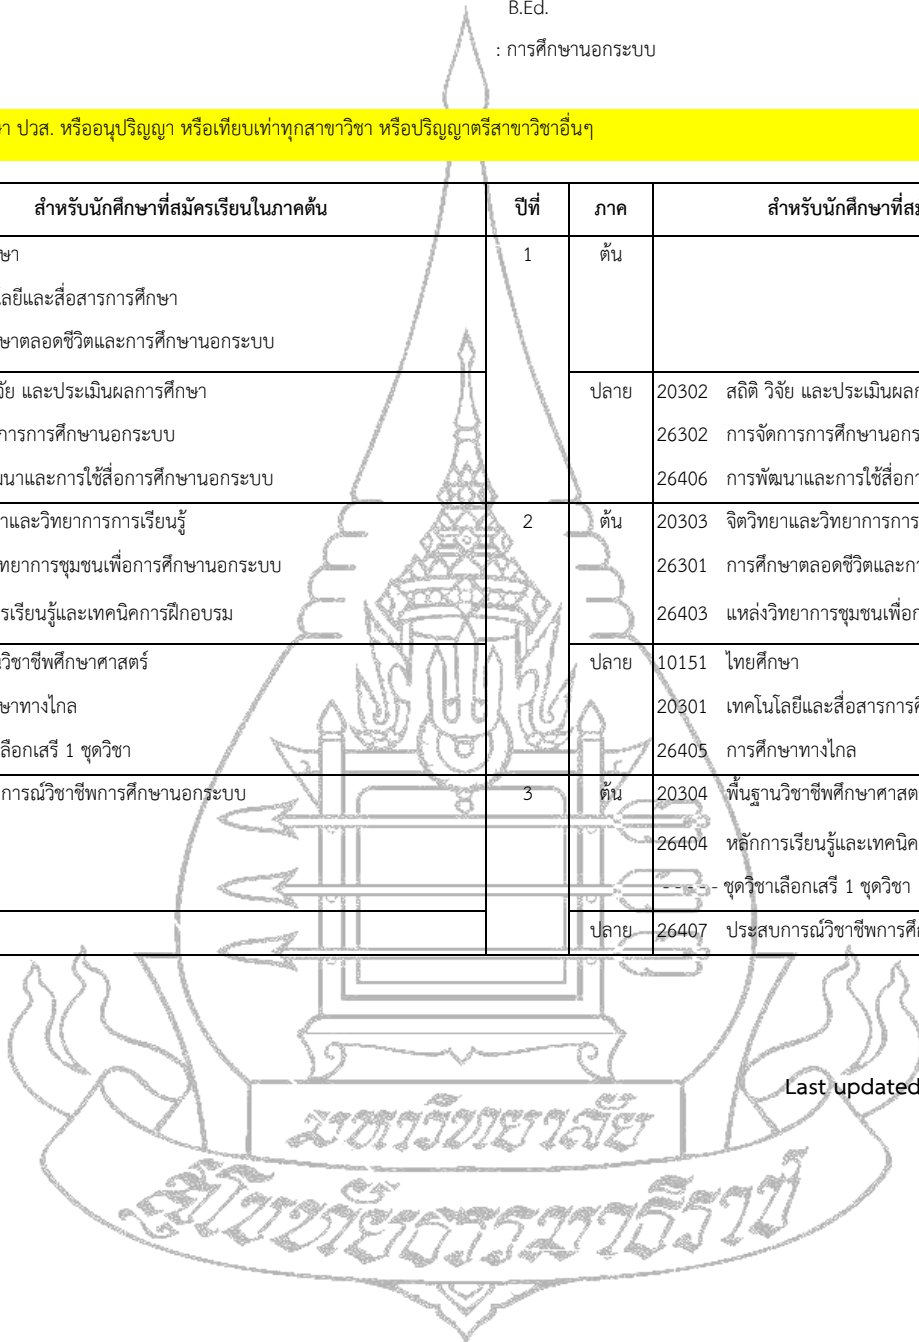 B.Ed.
: การศึกษานอกระบบ
ษา ปวส. หรืออนุปริญญา หรือเทียบเท่าทุกสาขาวิชา หรือปริญญาตรีสาขาวิชาอื่นๆ
สำหรับนักศึกษาที่สมัครเรียนในภาคต้น ปีที่ ภาค สำหรับนักศึกษาที่สม
ษา 1 ต้น
โลยีและสื่อสารการศึกษา
ษาตลอดชีวิตและการศึกษานอกระบบ
จัย และประเมินผลการศึกษา ปลาย 20302 สถิติ วิจัย และประเมินผลก
การการศึกษานอกระบบ 26302 การจัดการการศึกษานอกร
นาและการใช้สื่อการศึกษานอกระบบ 26406 การพัฒนาและการใช้สื่อกา
าและวิทยาการการเรียนรู้ 2 ต้น 20303 จิตวิทยาและวิทยาการการ
ทยาการชุมชนเพื่อการศึกษานอกระบบ 26301 การศึกษาตลอดชีวิตและกา
รเรียนรู้และเทคนิคการฝึกอบรม 26403 แหล่งวิทยาการชุมชนเพื่อก
วิชาชีพศึกษาศาสตร์ ปลาย 10151 ไทยศึกษา
ษาทางไกล 20301 เทคโนโลยีและสื่อสารการศึ
ลือกเสรี 1 ชุดวิชา 26405 การศึกษาทางไกล
การณ์วิชาชีพการศึกษานอกระบบ 3 ต้น 20304 พื้นฐานวิชาชีพศึกษาศาสต
26404 หลักการเรียนรู้และเทคนิค
- - - - - ชุดวิชาเลือกเสรี 1 ชุดวิชา
ปลาย 26407 ประสบการณ์วิชาชีพการศึก
Last updated
มหาวิทยาลัย
สุโขทัยธรรมาธิราช